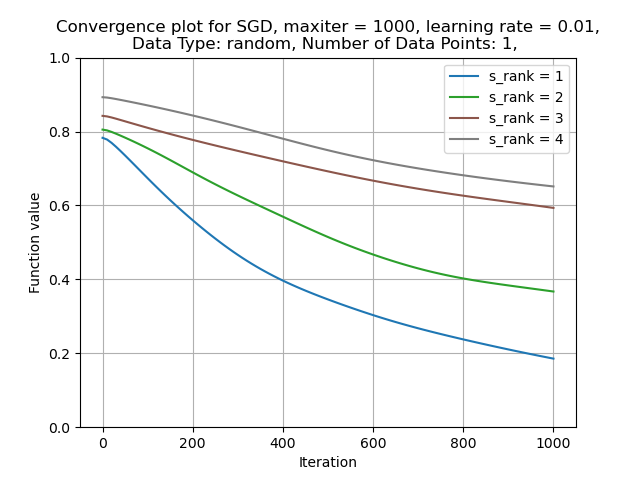 Convergence plot for SGD, maxiter = 1000, learning rate = 0.01,
Data Type: random, Number of Data Points: 1,
s_rank = 1
s_rank = 2
s_rank = 3
s_rank = 4
Function value
1.0
0.8
0.6
0.4
0.2
0.0
0 200 400 600 800 1000
Iteration